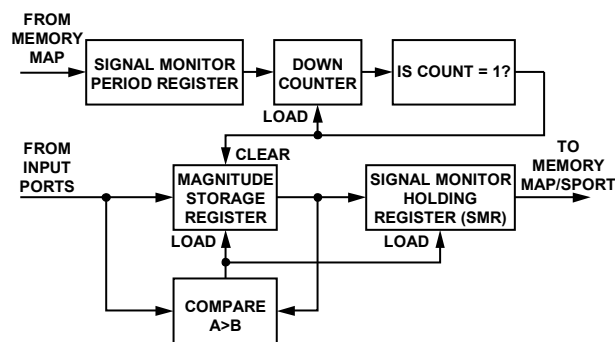 FROM
MEMORY
MAP
SIGNAL MONITOR
PERIOD REGISTER
DOWN
COUNTER
IS COUNT = 1?
LOAD
FROM
INPUT
PORTS
CLEAR
MAGNITUDE
STORAGE
REGISTER
SIGNAL MONITOR
HOLDING
REGISTER (SMR)
TO
MEMORY
MAP/SPORT
LOAD
LOAD
COMPARE
A>B